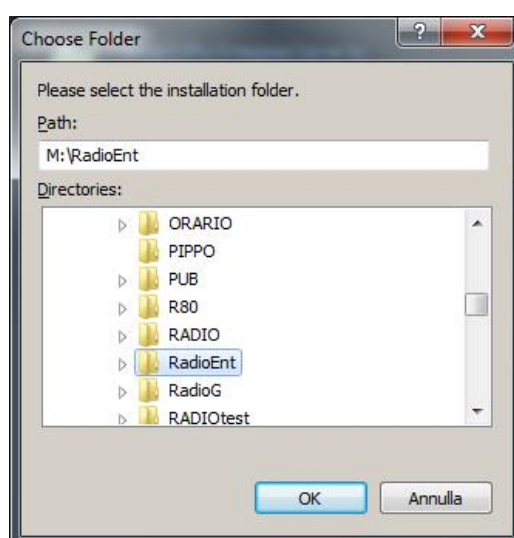 Choose Folder
?
X
Please select the installation folder.
Path:
M:\RadioEnt
Directories:
ORARIO
PIPPO
PUB
R80
RADIO
RadioEnt
RadioG
RADIOtest
OK Annulla